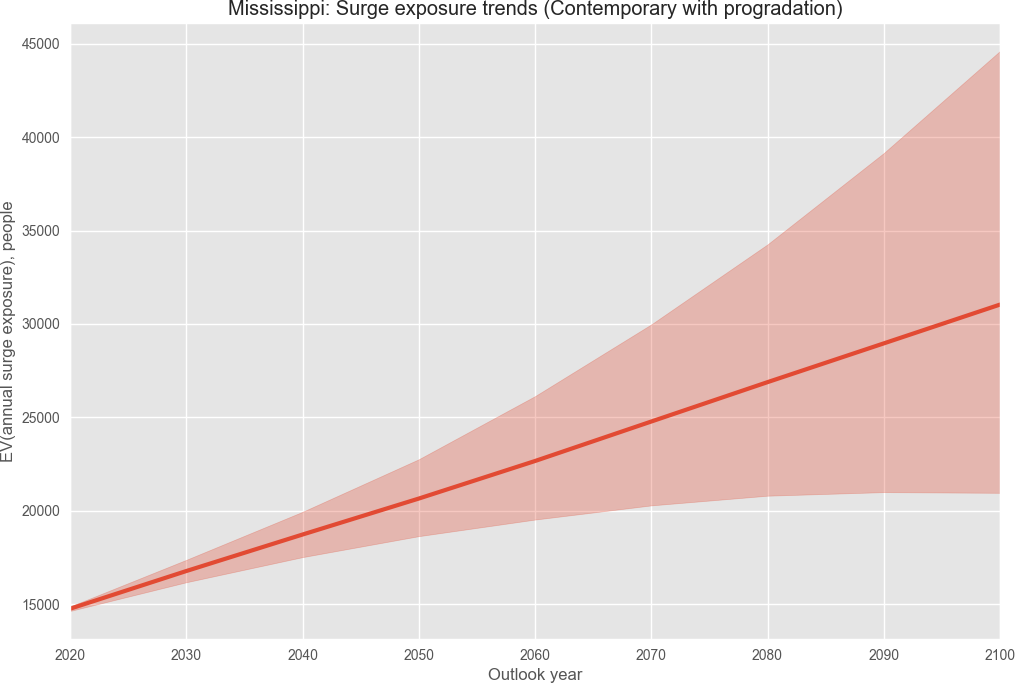 Mississippi: Surge exposure trends (Contemporary with progradation)
EV(annual surge exposure), people
45000
40000
35000
30000
25000
20000
15000
2020 2030 2040 2050 2060 2070 2080 2090 2100
Outlook year